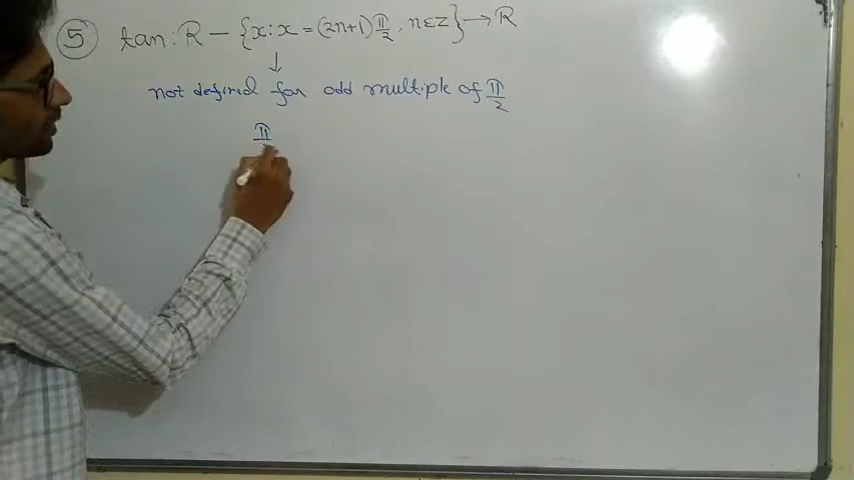 ⑤ tan : R − {x : x = (2n+1) π/2 , n ∈ Z} → R
↓
not defined for odd multiple of π/2
π